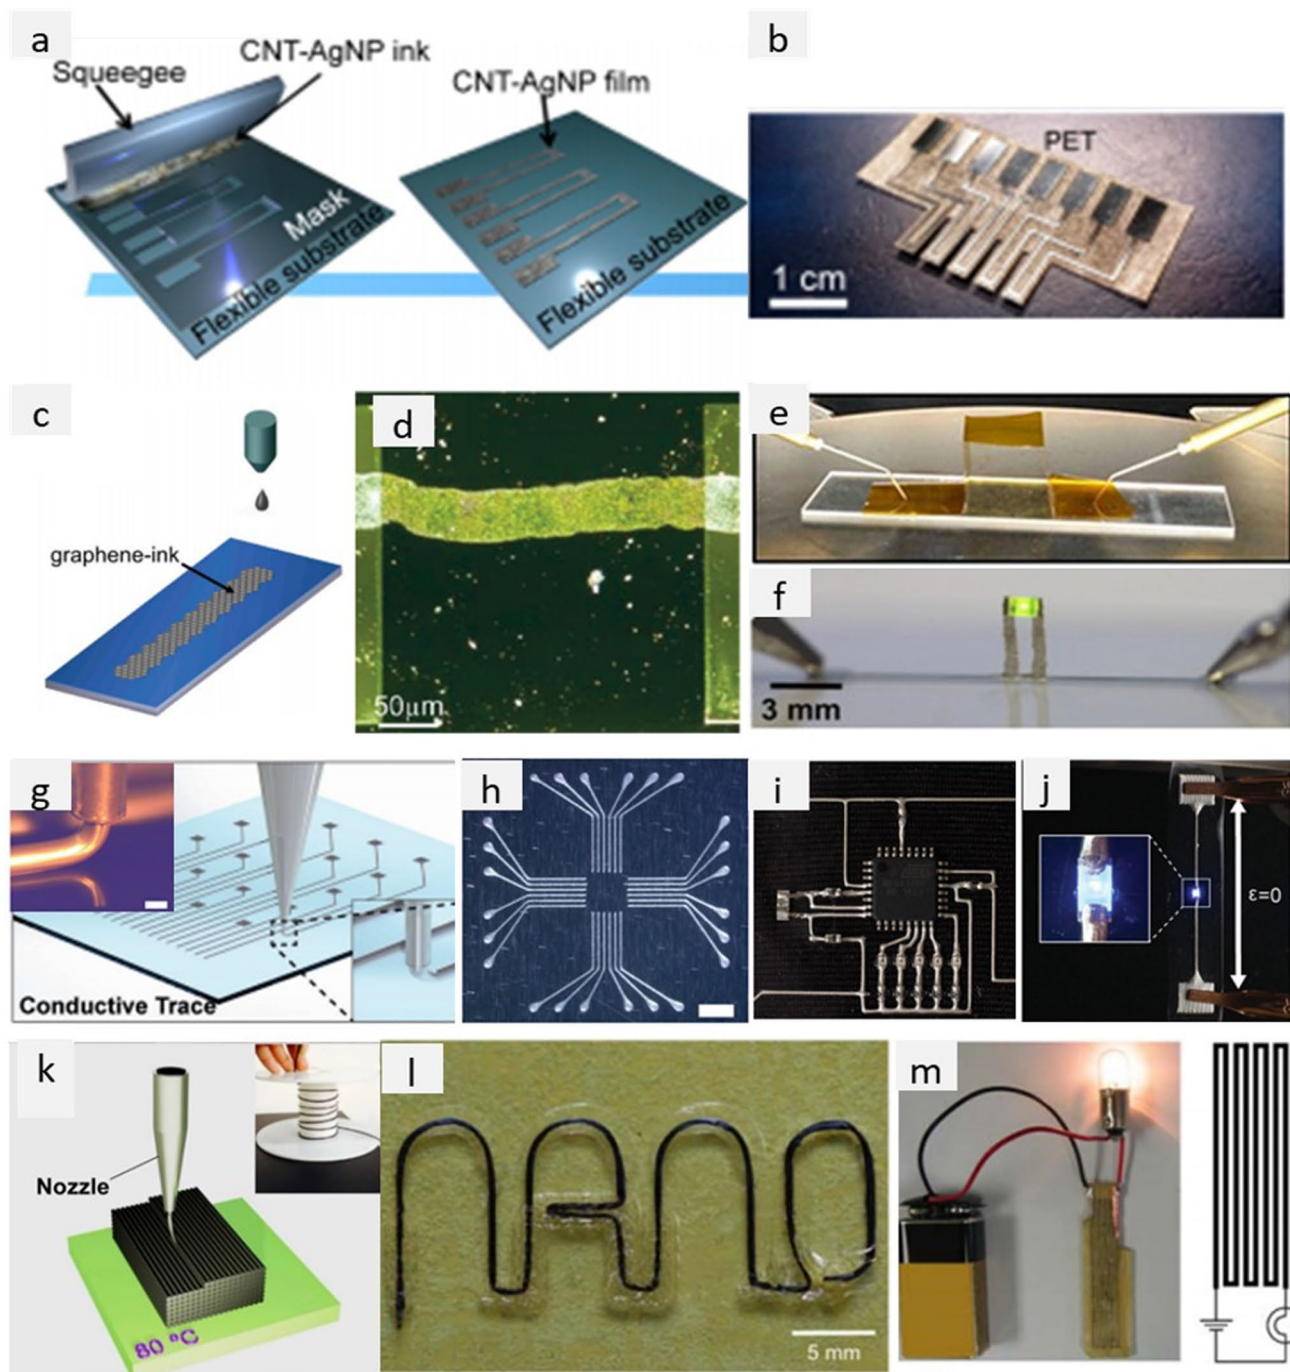 a
Squeegee
CNT-AgNP ink
Mask
Flexible substrate
CNT-AgNP film
Flexible substrate
b
PET
1 cm
c
graphene-ink
d
50μm
e
f
3 mm
g
Conductive Trace
h
i
j
ε=0
k
Nozzle
80 ºC
l
5 mm
m